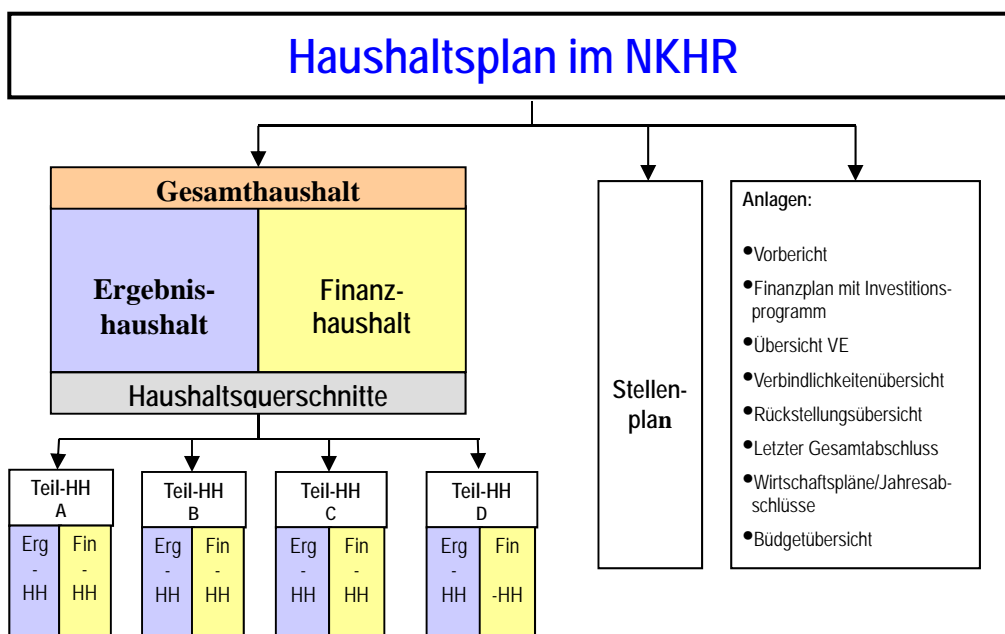 Haushaltsplan im NKHR
Gesamthaushalt
Ergebnis-
haushalt
Finanz-
haushalt
Haushaltsquerschnitte
Teil-HH
A
Erg
-
HH
Fin
-
HH
Teil-HH
B
Erg
-
HH
Fin
-
HH
Teil-HH
C
Erg
-
HH
Fin
-
HH
Teil-HH
D
Erg
-
HH
Fin
-HH
Stellen-
plan
Anlagen:
•Vorbericht
•Finanzplan mit Investitions-
programm
•Übersicht VE
•Verbindlichkeitenübersicht
•Rückstellungsübersicht
•Letzter Gesamtabschluss
•Wirtschaftspläne/Jahresab-
schlüsse
•Büdgetübersicht